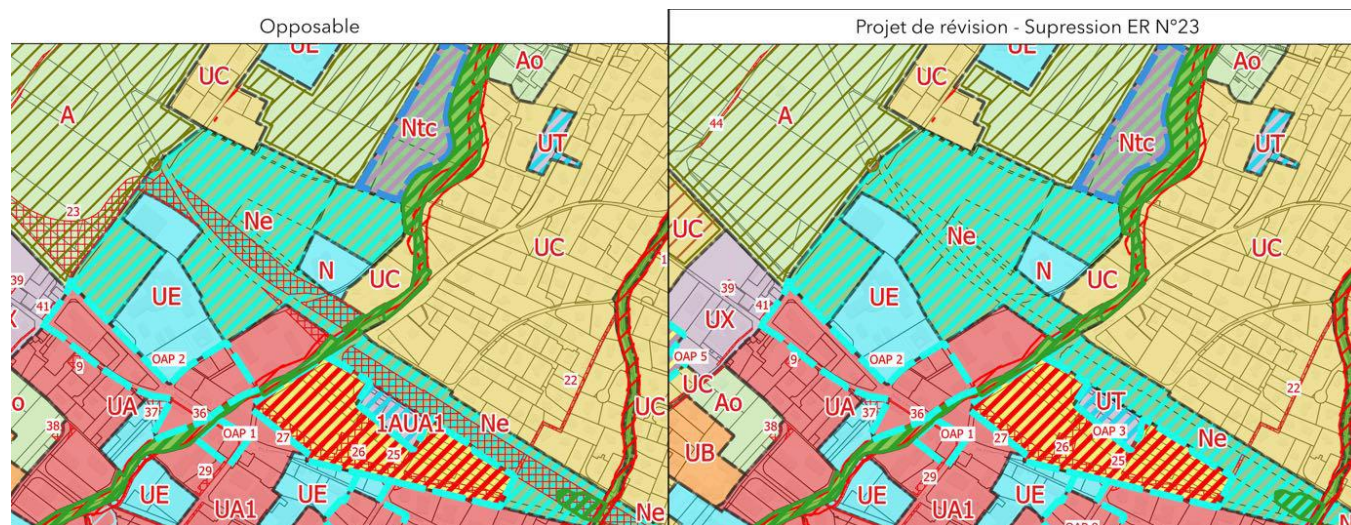 Opposable
UE
UC
Ao
A
Ntc
UT
23
Ne
UC
N
UC
39
41
UE
X
OAP 2
9
22
UA
37
36
1AUA1
Ne
UC
o
38
OAP 1
27
26
25
29
UE
UE
UA1
Ne
Projet de révision - Supression ER N°23
UE
UC
Ao
44
A
Ntc
UT
UC
Ne
UC
N
UC
39
41
UE
UX
OAP 5
9
OAP 2
22
UC
UA
37
36
UT
Ao
OAP 3
Ne
38
OAP 1
27
26
25
UB
29
UE
UE
UA1